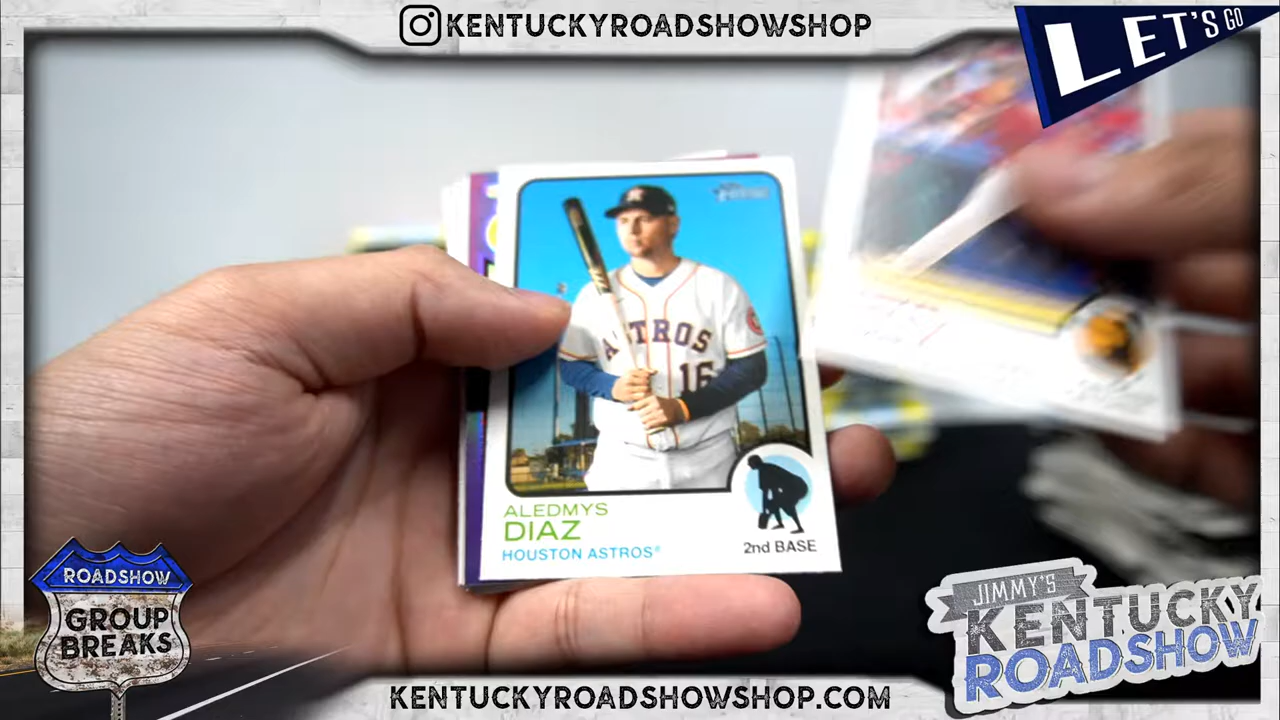 KENTUCKYROADSHOWSHOP
LET'S GO
ASTROS
16
ALEDMYS
DIAZ
HOUSTON ASTROS®
2nd BASE
ROADSHOW
GROUP
BREAKS
JIMMY'S
KENTUCKY
ROADSHOW
KENTUCKYROADSHOWSHOP.COM